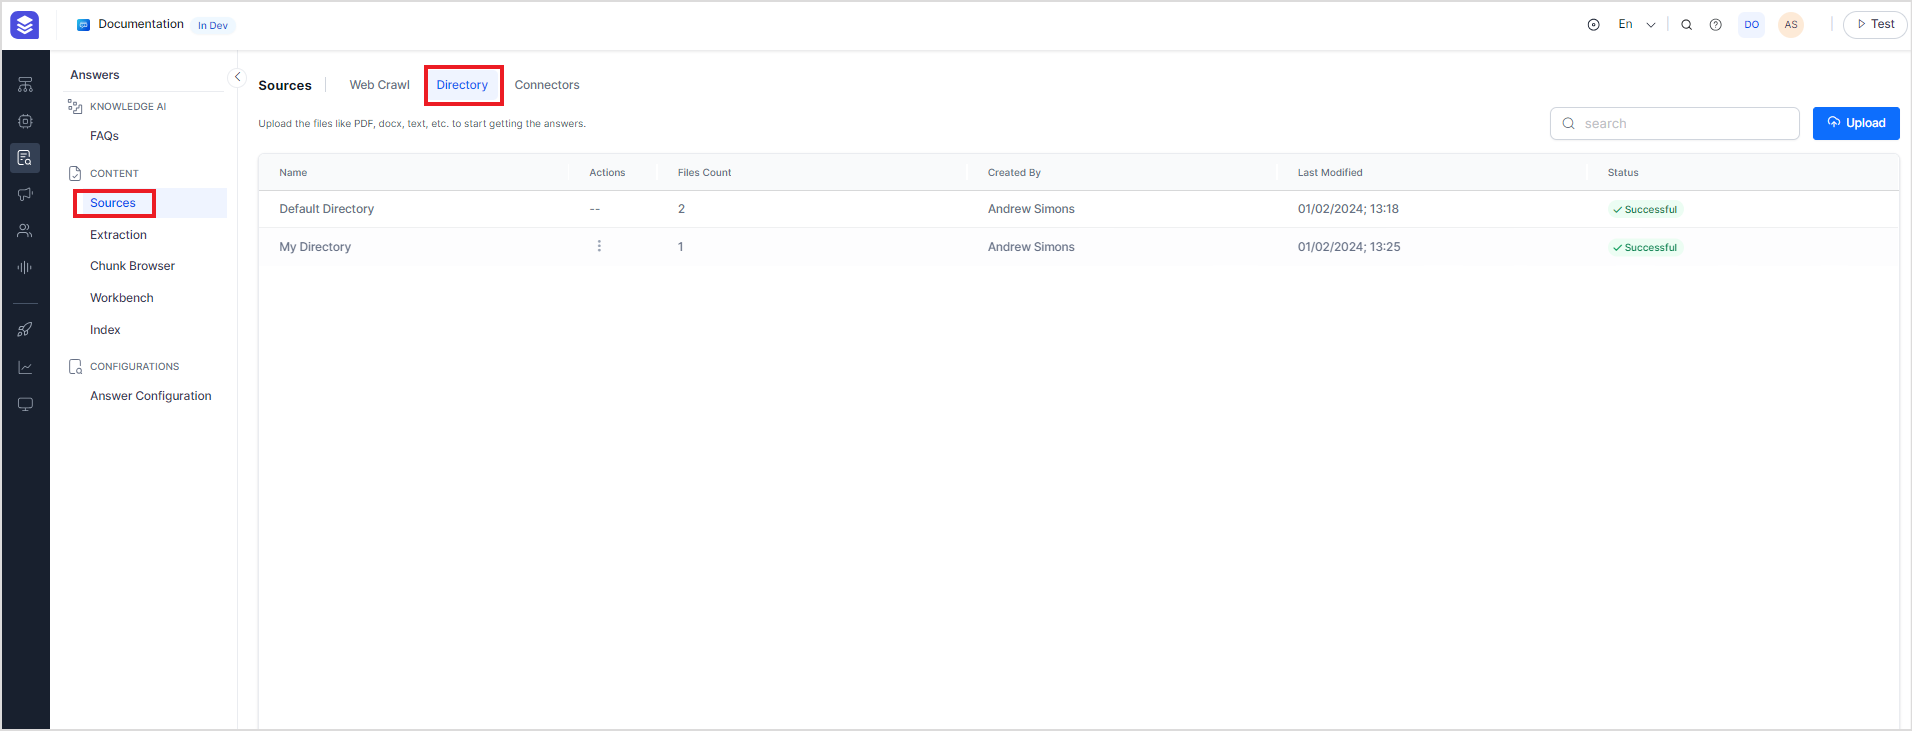 Documentation In Dev
En
DO
AS
Test
Answers
KNOWLEDGE AI
FAQs
CONTENT
Sources
Extraction
Chunk Browser
Workbench
Index
CONFIGURATIONS
Answer Configuration
Sources Web Crawl Directory Connectors
Upload the files like PDF, docx, text, etc. to start getting the answers.
search
Upload
Name Actions Files Count Created By Last Modified Status
Default Directory -- 2 Andrew Simons 01/02/2024; 13:18 Successful
My Directory 1 Andrew Simons 01/02/2024; 13:25 Successful